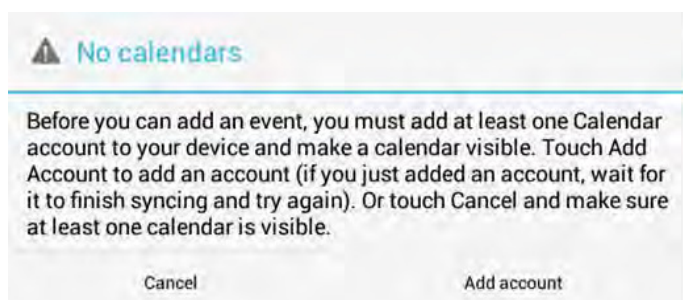 No calendars
Before you can add an event, you must add at least one Calendar
account to your device and make a calendar visible. Touch Add
Account to add an account (if you just added an account, wait for
it to finish syncing and try again). Or touch Cancel and make sure
at least one calendar is visible.
Cancel Add account